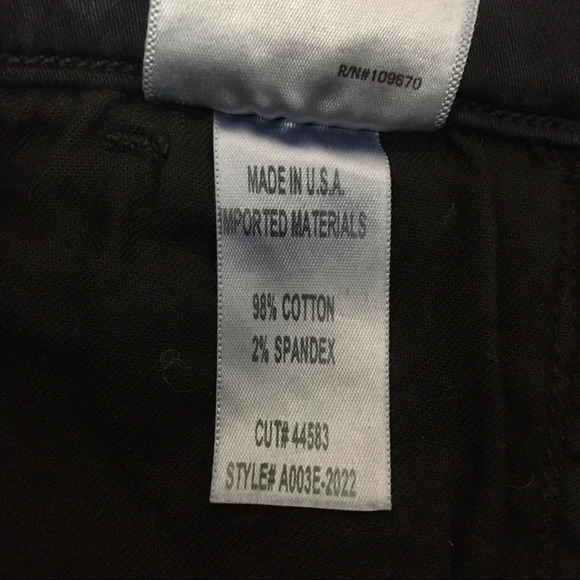 R/N#109670
MADE IN U.S.A.
IMPORTED MATERIALS
98% COTTON
2% SPANDEX
CUT# 44583
STYLE# A003E-2022